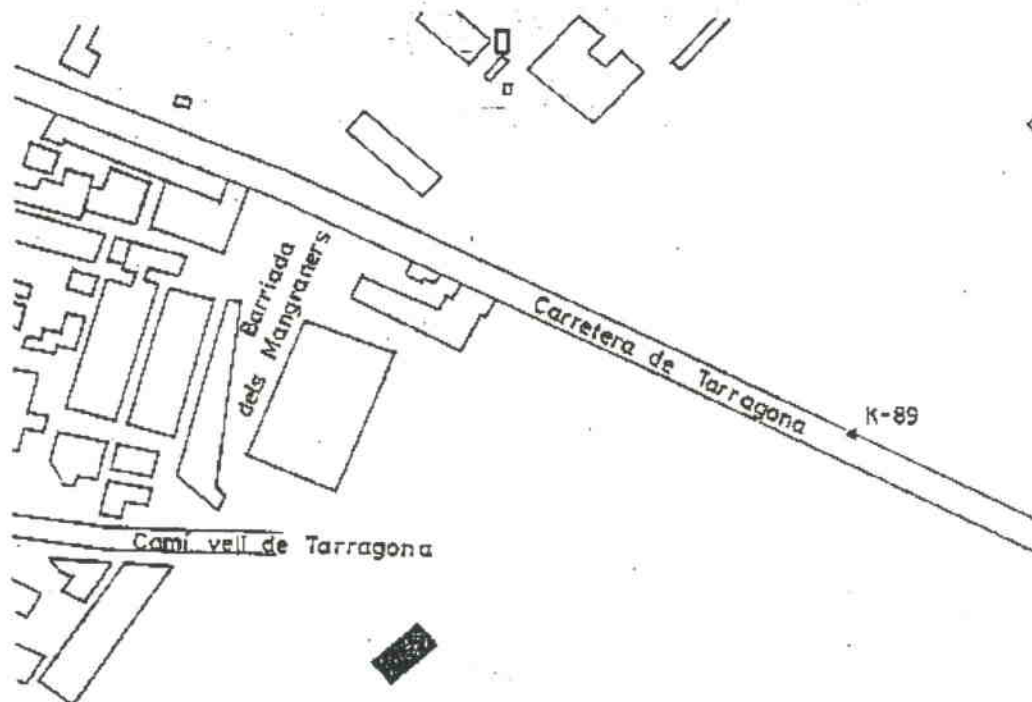 Barriada
dels Mangraners
Carretera de Tarragona
K-89
Camí vell de Tarragona